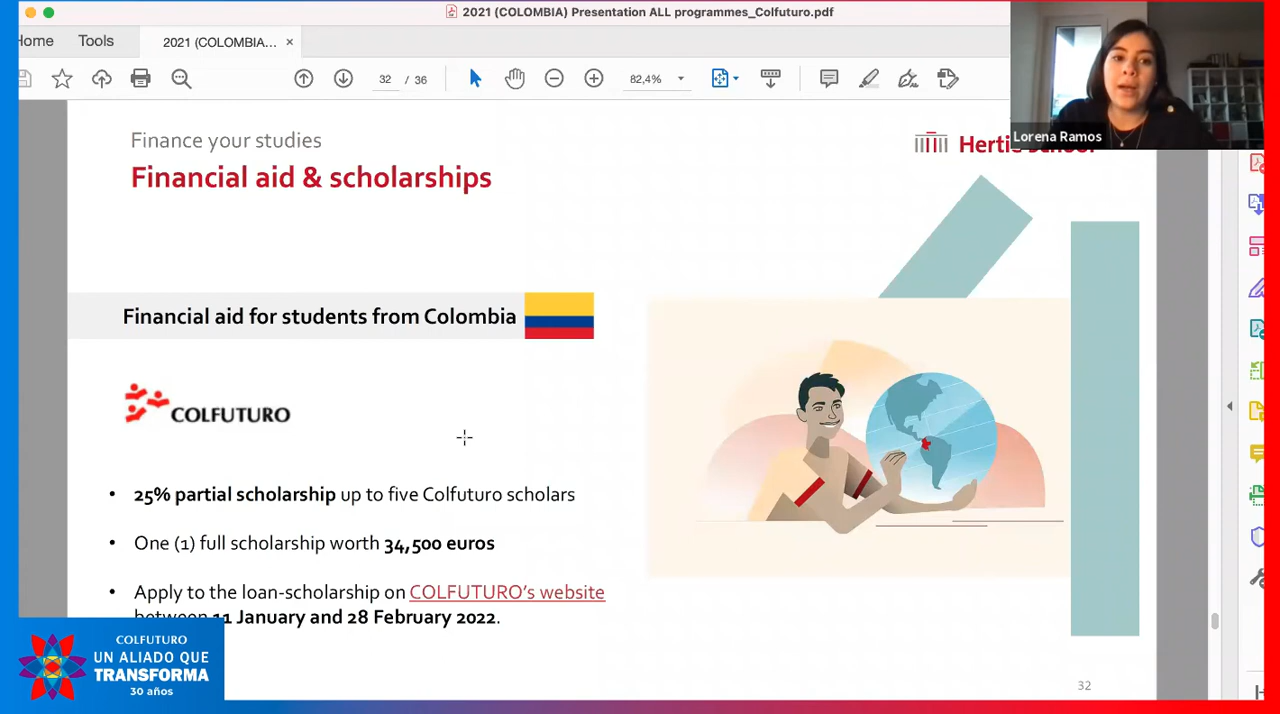 2021 (COLOMBIA) Presentation ALL programmes_Colfuturo.pdf
Home
Tools
2021 (COLOMBIA... ×
32 / 36
82,4%
Lorena Ramos
Finance your studies
Financial aid & scholarships
Hertie School
Financial aid for students from Colombia
COLFUTURO
• 25% partial scholarship up to five Colfuturo scholars
• One (1) full scholarship worth 34,500 euros
• Apply to the loan-scholarship on COLFUTURO's website
between 11 January and 28 February 2022.
COLFUTURO
UN ALIADO QUE
TRANSFORMA
30 años
32